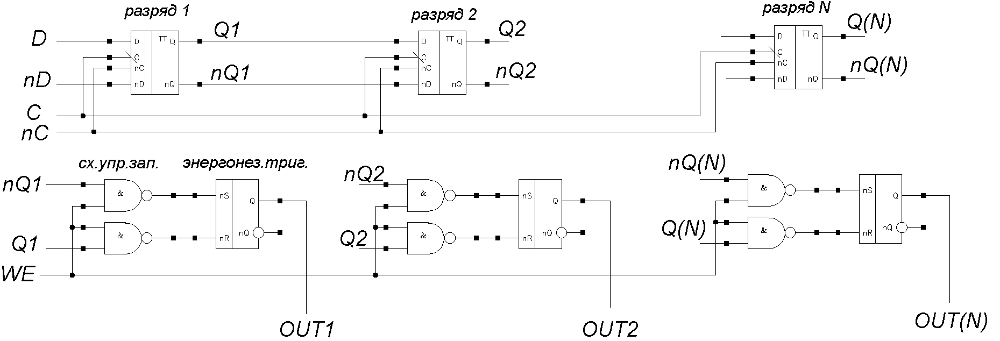 разряд 1
разряд 2
разряд N
D
Q1
Q2
Q(N)
D TT Q
D TT Q
D TT Q
C
C
C
nC
nC
nC
nD
nQ1
nQ2
nQ(N)
nD nQ
nD nQ
nD nQ
C
nC
сх.упр.зап.
энергонез.триг.
nQ1
nQ2
nQ(N)
&
nS
Q
&
nS
Q
&
nS
Q
&
nR
nQ
&
nR
nQ
&
nR
nQ
Q1
Q2
Q(N)
WE
OUT1
OUT2
OUT(N)